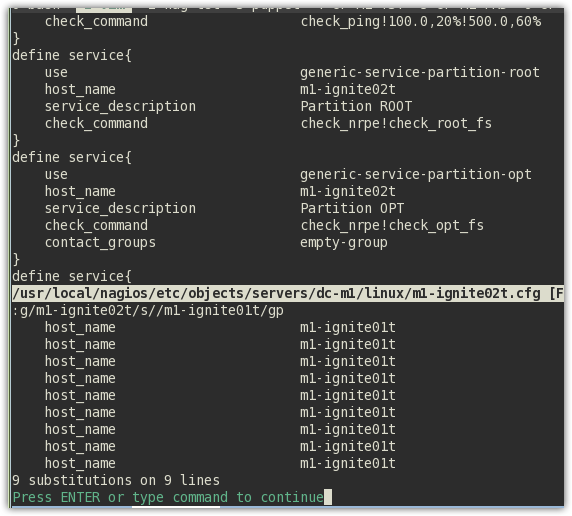 check_command check_ping!100.0,20%!500.0,60%
}
define service{
use generic-service-partition-root
host_name m1-ignite02t
service_description Partition ROOT
check_command check_nrpe!check_root_fs
}
define service{
use generic-service-partition-opt
host_name m1-ignite02t
service_description Partition OPT
check_command check_nrpe!check_opt_fs
contact_groups empty-group
}
define service{
/usr/local/nagios/etc/objects/servers/dc-m1/linux/m1-ignite02t.cfg [F
:g/m1-ignite02t/s//m1-ignite01t/gp
host_name m1-ignite01t
host_name m1-ignite01t
host_name m1-ignite01t
host_name m1-ignite01t
host_name m1-ignite01t
host_name m1-ignite01t
host_name m1-ignite01t
host_name m1-ignite01t
host_name m1-ignite01t
9 substitutions on 9 lines
Press ENTER or type command to continue